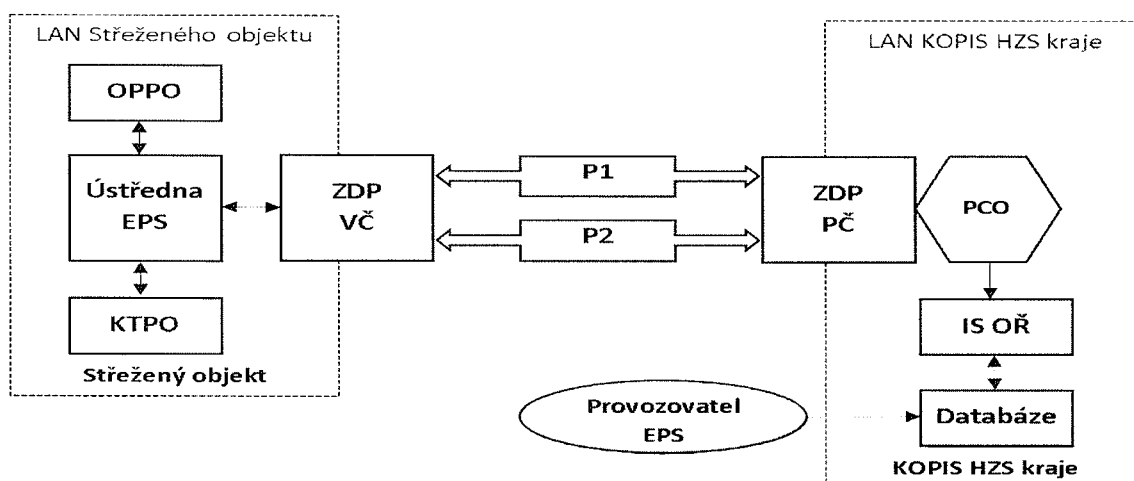 LAN Střeženého objektu
OPPO
Ústředna
EPS
KTPO
Střežený objekt
ZDP
VČ
P1
P2
LAN KOPIS HZS kraje
ZDP
PČ
PCO
IS OŘ
Databáze
KOPIS HZS kraje
Provozovatel
EPS